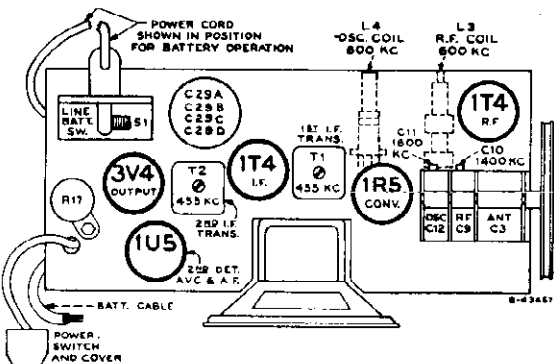 POWER CORD
SHOWN IN POSITION
FOR BATTERY OPERATION
L4
OSC. COIL
600 KC
L3
R.F. COIL
600 KC
LINE
BATT.
SW.
S1
C29A
C29B
C29C
C29D
1ST I.F.
TRANS.
C11
1600
KC
C10
1400 KC
1T4
R.F
3V4
OUTPUT
T2
455 KC
1T4
I.F.
T1
455 KC
1R5
CONV.
R17
2ND I.F.
TRANS.
OSC
C12
RF
C9
ANT
C3
1U5
2ND DET.
AVC & A.F.
BATT. CABLE
POWER
SWITCH
AND COVER
8-43457